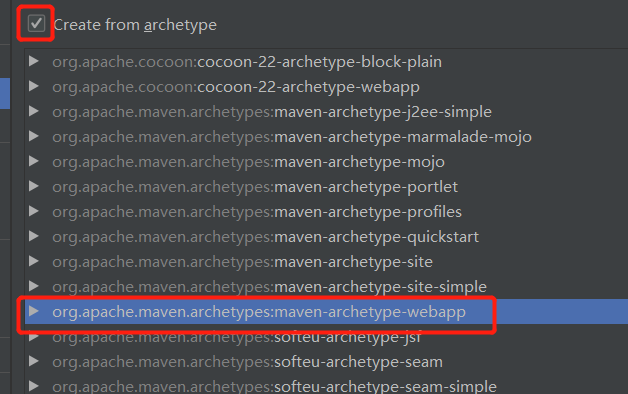 Create from archetype
org.apache.cocoon:cocoon-22-archetype-block-plain
org.apache.cocoon:cocoon-22-archetype-webapp
org.apache.maven.archetypes:maven-archetype-j2ee-simple
org.apache.maven.archetypes:maven-archetype-marmalade-mojo
org.apache.maven.archetypes:maven-archetype-mojo
org.apache.maven.archetypes:maven-archetype-portlet
org.apache.maven.archetypes:maven-archetype-profiles
org.apache.maven.archetypes:maven-archetype-quickstart
org.apache.maven.archetypes:maven-archetype-site
org.apache.maven.archetypes:maven-archetype-site-simple
org.apache.maven.archetypes:maven-archetype-webapp
org.apache.maven.archetypes:softeu-archetype-jsf
org.apache.maven.archetypes:softeu-archetype-seam
org.apache.maven.archetypes:softeu-archetype-seam-simple